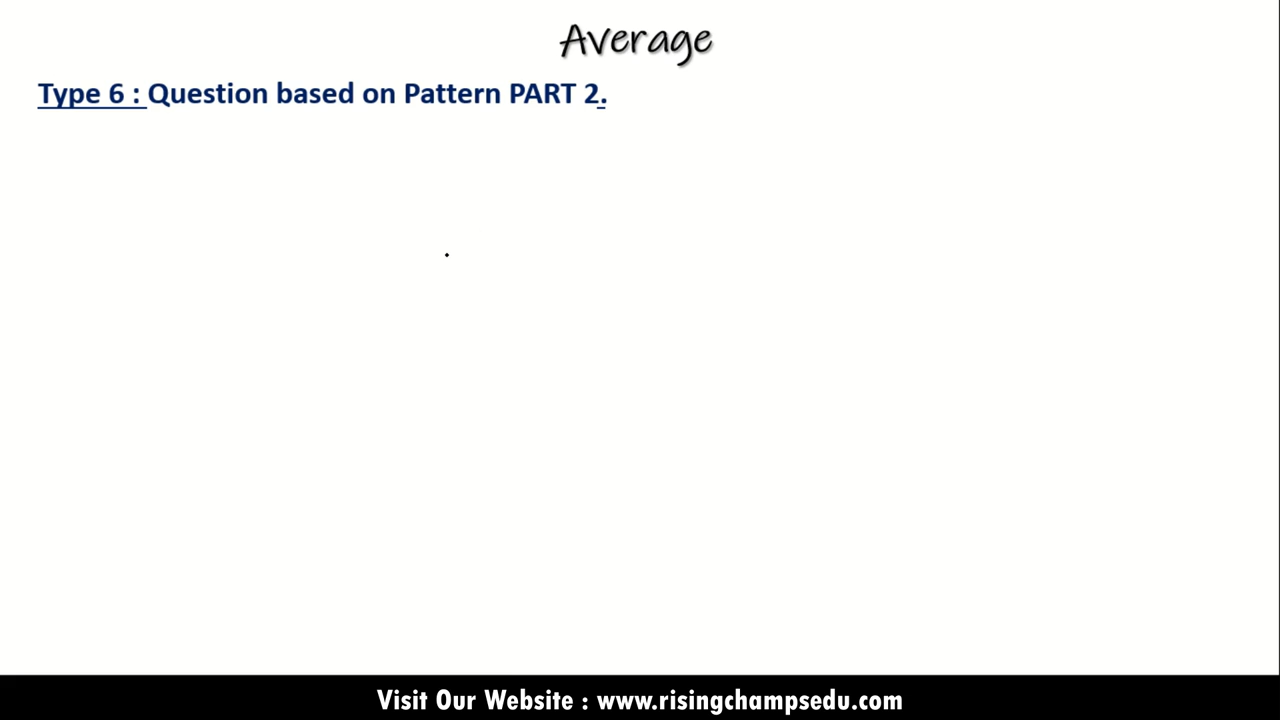 Average
Type 6 : Question based on Pattern PART 2.
Visit Our Website : www.risingchampsedu.com